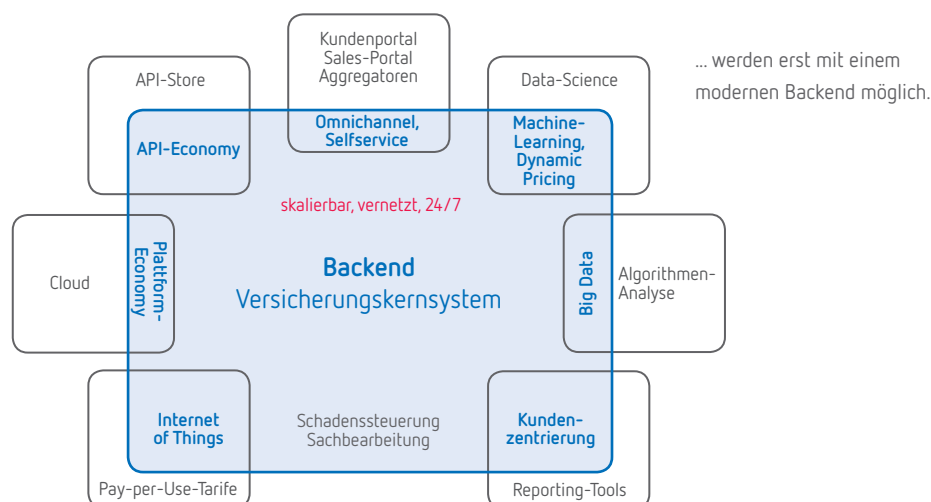 Kundenportal
Sales-Portal
Aggregatoren
API-Store
Data-Science
... werden erst mit einem
modernen Backend möglich.
Omnichannel,
Selfservice
API-Economy
Machine-
Learning,
Dynamic
Pricing
skalierbar, vernetzt, 24/7
Cloud
Plattform-
Economy
Backend
Versicherungskernsystem
Big Data
Algorithmen-
Analyse
Internet
of Things
Schadenssteuerung
Sachbearbeitung
Kunden-
zentrierung
Pay-per-Use-Tarife
Reporting-Tools